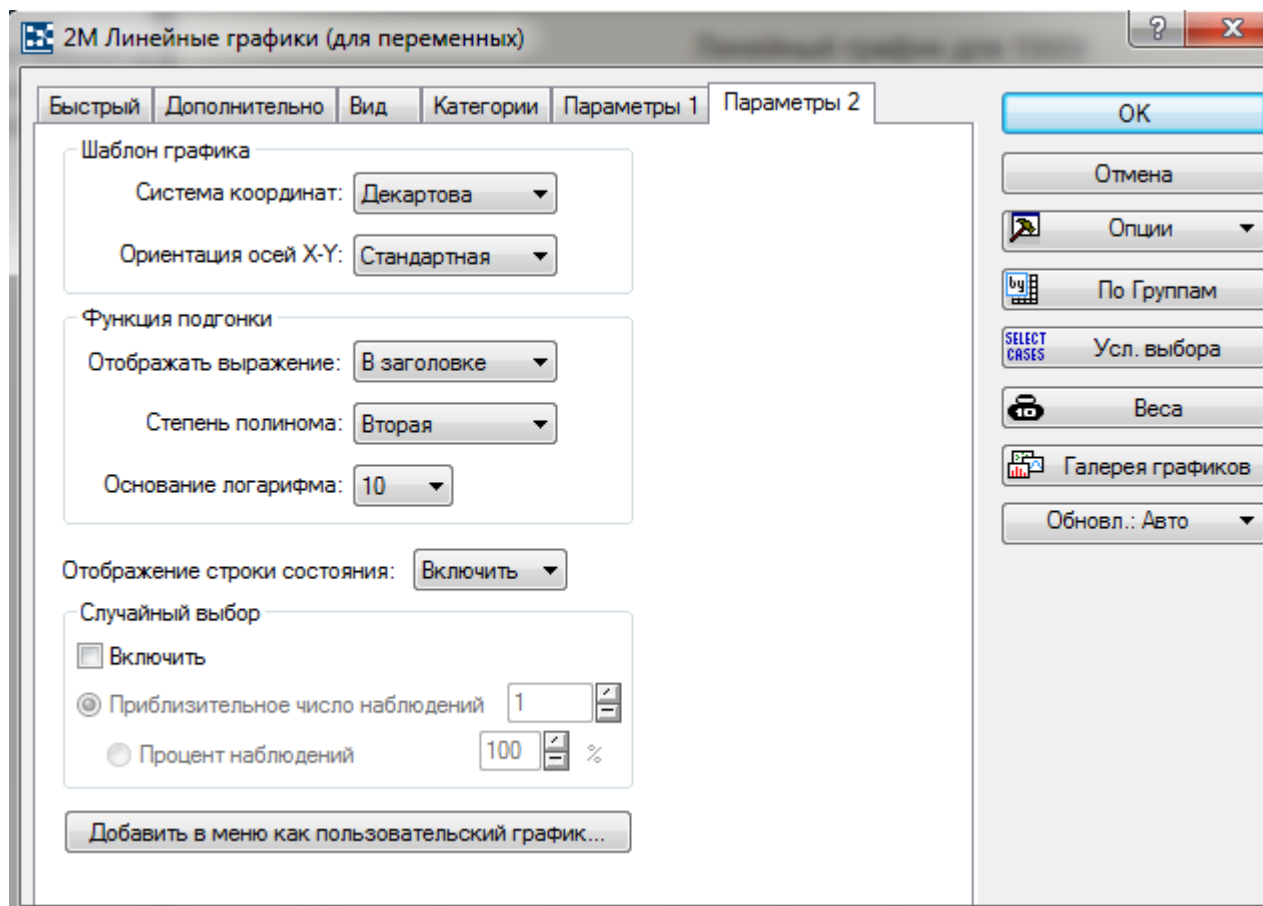 2М Линейные графики (для переменных)
Быстрый Дополнительно Вид Категории Параметры 1 Параметры 2
Шаблон графика
Система координат: Декартова
Ориентация осей X-Y: Стандартная
Функция подгонки
Отображать выражение: В заголовке
Степень полинома: Вторая
Основание логарифма: 10
Отображение строки состояния: Включить
Случайный выбор
Включить
Приблизительное число наблюдений 1
Процент наблюдений 100 %
Добавить в меню как пользовательский график...
OK
Отмена
Опции
by По Группам
SELECT CASES Усл. выбора
10 Веса
Галерея графиков
Обновл.: Авто